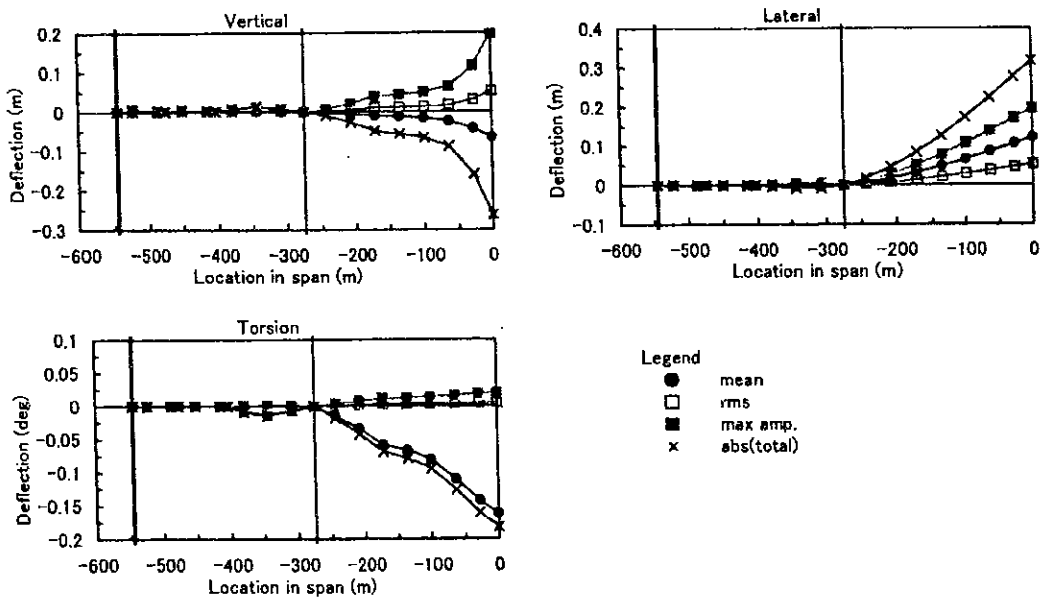 Vertical
0.2
0.1
0
-0.1
-0.2
-0.3
Deflection (m)
-600 -500 -400 -300 -200 -100 0
Location in span (m)
Lateral
0.4
0.3
0.2
0.1
0
-0.1
Deflection (m)
-600 -500 -400 -300 -200 -100 0
Location in span (m)
Torsion
0.1
0.05
0
-0.05
-0.1
-0.15
-0.2
Deflection (deg)
-600 -500 -400 -300 -200 -100 0
Location in span (m)
Legend
mean
rms
max amp.
abs(total)